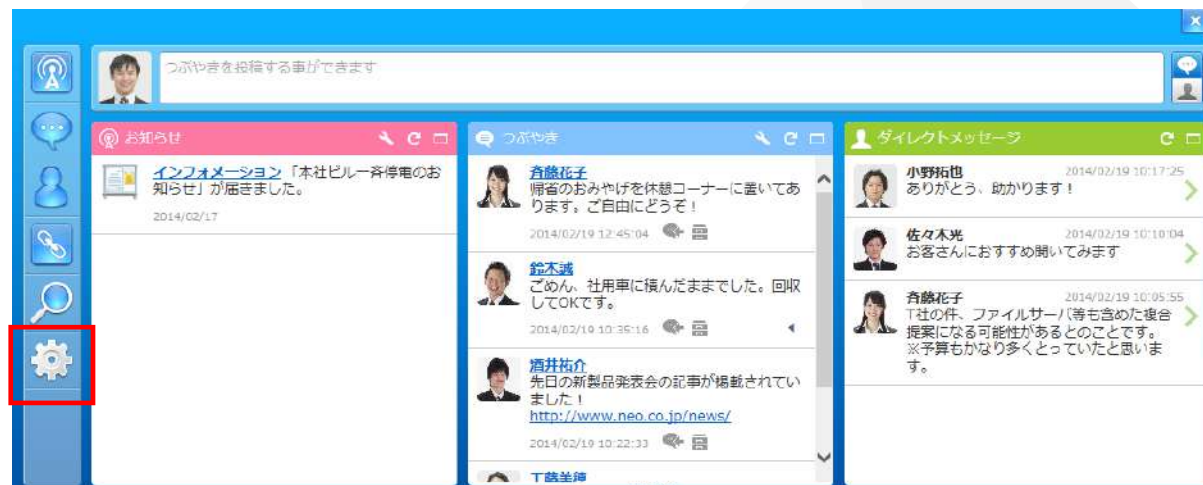 つぶやきを投稿する事ができます
お知らせ
インフォメーション「本社ビル一斉停電のお
知らせ」が届きました。
2014/02/17
つぶやき
斉藤花子
帰省のおみやげを休憩コーナーに置いてあ
ります。ご自由にどうぞ！
2014/02/19 12:45:04
鈴木誠
ごめん、社用車に積んだままでした。回収
してOKです。
2014/02/19 10:35:16
酒井祐介
先日の新製品発表会の記事が掲載されてい
ました！
http://www.neo.co.jp/news/
2014/02/19 10:22:33
工藤美穂
ダイレクトメッセージ
小野拓也 2014/02/19 10:17:25
ありがとう、助かります！
佐々木光 2014/02/19 10:10:04
お客さんにおすすめ聞いてみます
斉藤花子 2014/02/19 10:05:55
T社の件、ファイルサーバ等も含めた複合
提案になる可能性があるとのことです。
※予算もかなり多くとっていたと思いま
す。